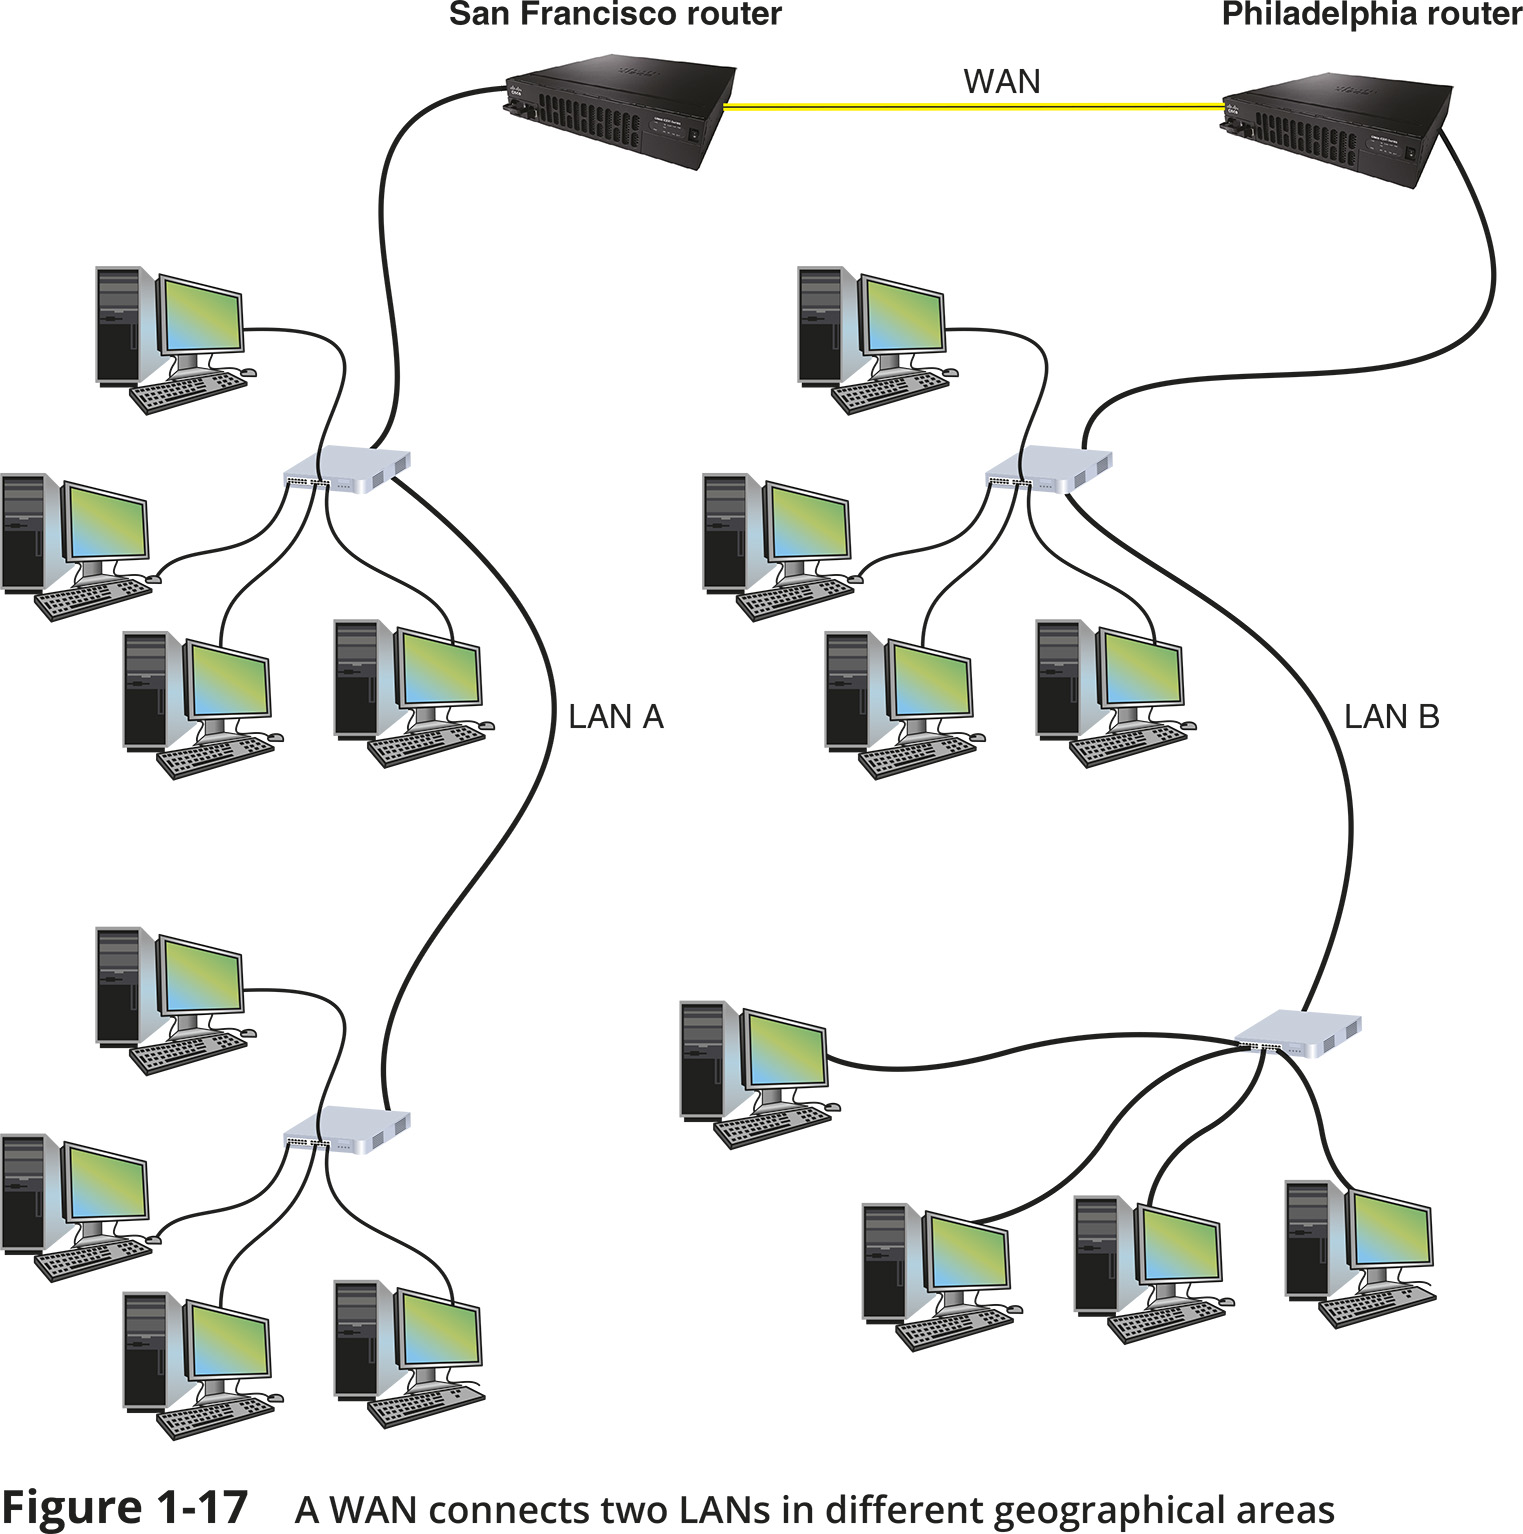 San Francisco router
Philadelphia router
WAN
LAN A
LAN B
Figure 1-17 A WAN connects two LANs in different geographical areas